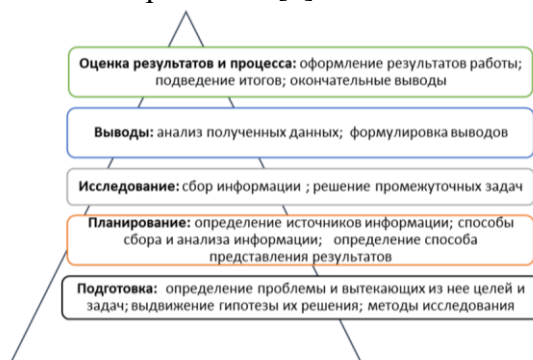 Оценка результатов и процесса: оформление результатов работы;
подведение итогов; окончательные выводы
Выводы: анализ полученных данных;  формулировка выводов
Исследование: сбор информации ; решение промежуточных задач
Планирование: определение источников информации; способы
сбора и анализа информации;   определение способа
представления результатов
Подготовка:  определение проблемы и вытекающих из нее целей и
задач; выдвижение гипотезы их решения; методы исследования